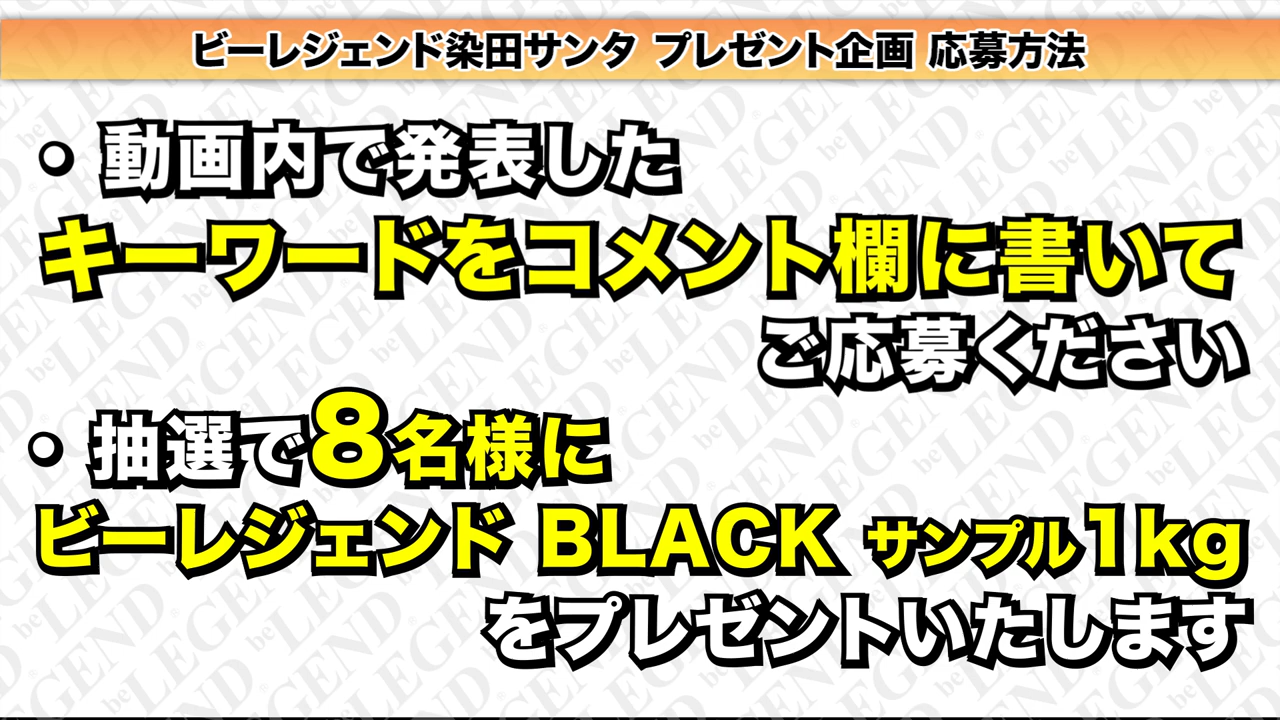 ビーレジェンド染田サンタ プレゼント企画 応募方法
・動画内で発表した
キーワードをコメント欄に書いて
ご応募ください
・抽選で8名様に
ビーレジェンド BLACK サンプル1kg
をプレゼントいたします